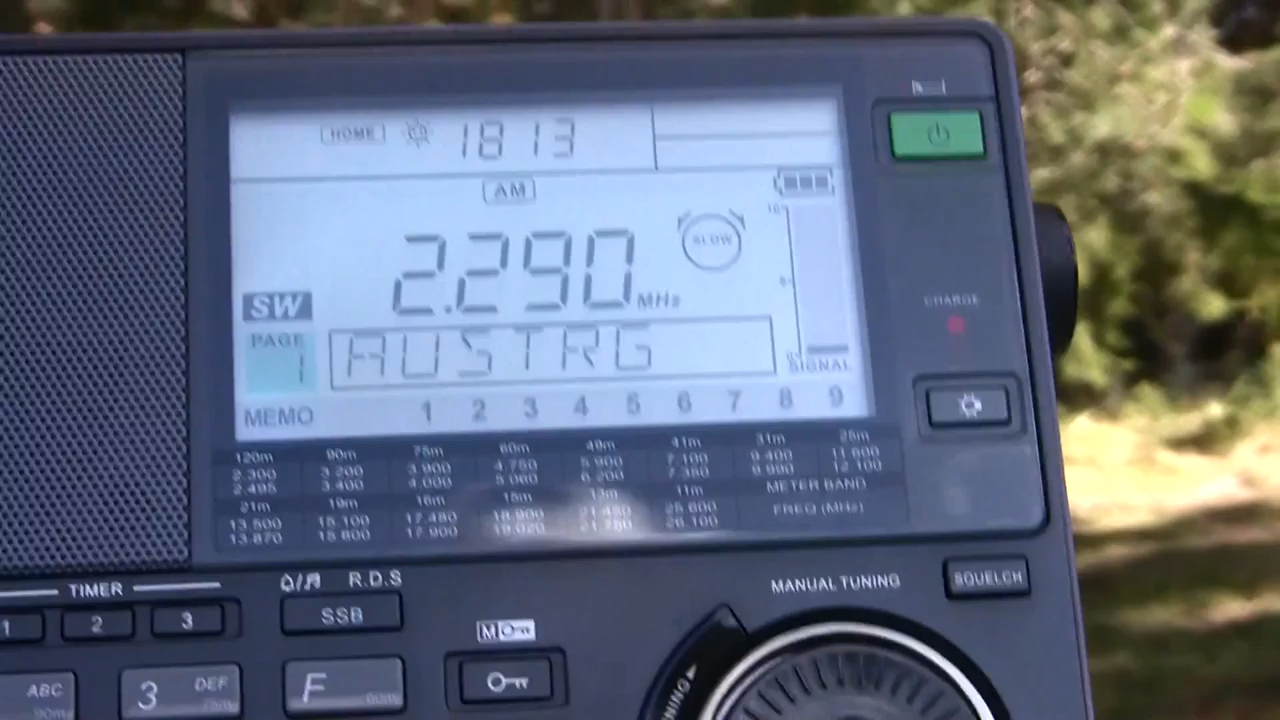 HOME 1813
AM
2.290 MHz
SLOW
SW
PAGE 1
AUSTRG
SIGNAL
MEMO 1 2 3 4 5 6 7 8 9
CHARGE
120m 90m 75m 60m 49m 41m 31m 25m
2.300 3.200 3.900 4.750 5.900 7.100 9.400 11.600
2.495 3.400 4.000 5.060 6.200 7.350 9.990 12.100
21m 19m 16m 15m 13m 11m METER BAND
13.500 15.100 17.450 18.900 21.450 25.600 FREQ (MHz)
13.870 15.800 17.900 19.020 21.750 26.100
TIMER
1 2 3
R.D.S
SSB
MANUAL TUNING
SQUELCH
M
ABC
90m
3 DEF
75m
F
60m